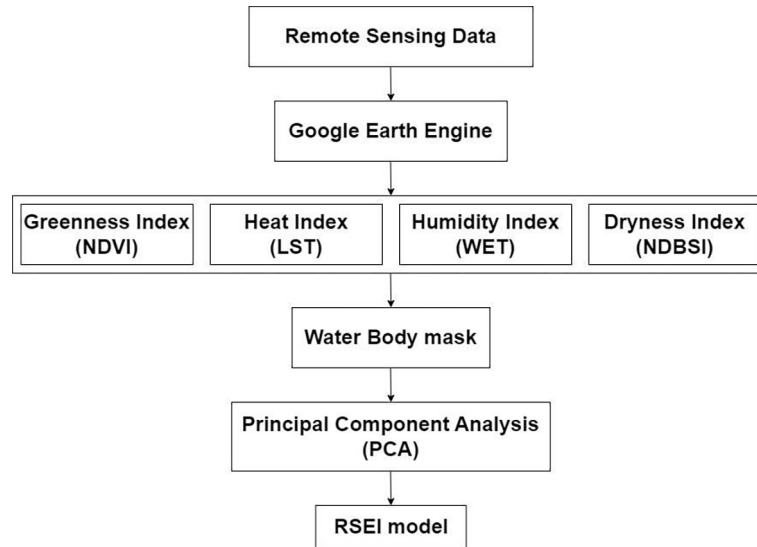 Remote Sensing Data
Google Earth Engine
Greenness Index
(NDVI)
Heat Index
(LST)
Humidity Index
(WET)
Dryness Index
(NDBSI)
Water Body mask
Principal Component Analysis
(PCA)
RSEI model